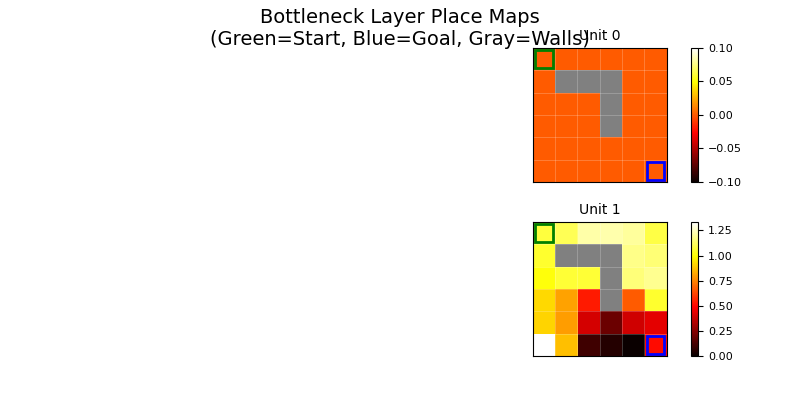 Bottleneck Layer Place Maps
(Green=Start, Blue=Goal, Gray=Walls)
Unit 0
0.10
0.05
0.00
−0.05
−0.10
Unit 1
1.25
1.00
0.75
0.50
0.25
0.00